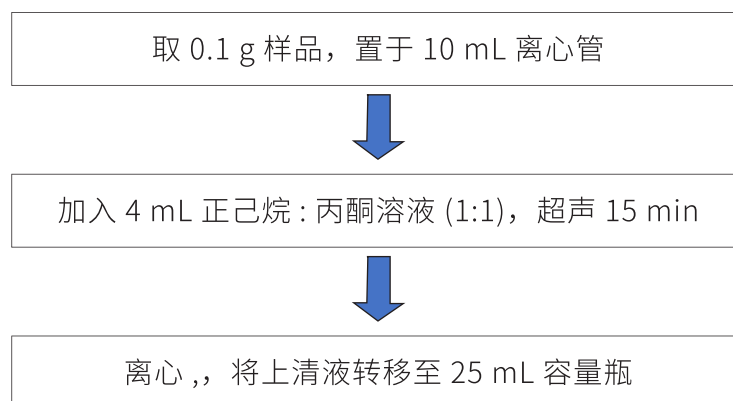 取 0.1 g 样品，置于 10 mL 离心管
加入 4 mL 正己烷 : 丙酮溶液 (1:1)，超声 15 min
离心 ,，将上清液转移至 25 mL 容量瓶